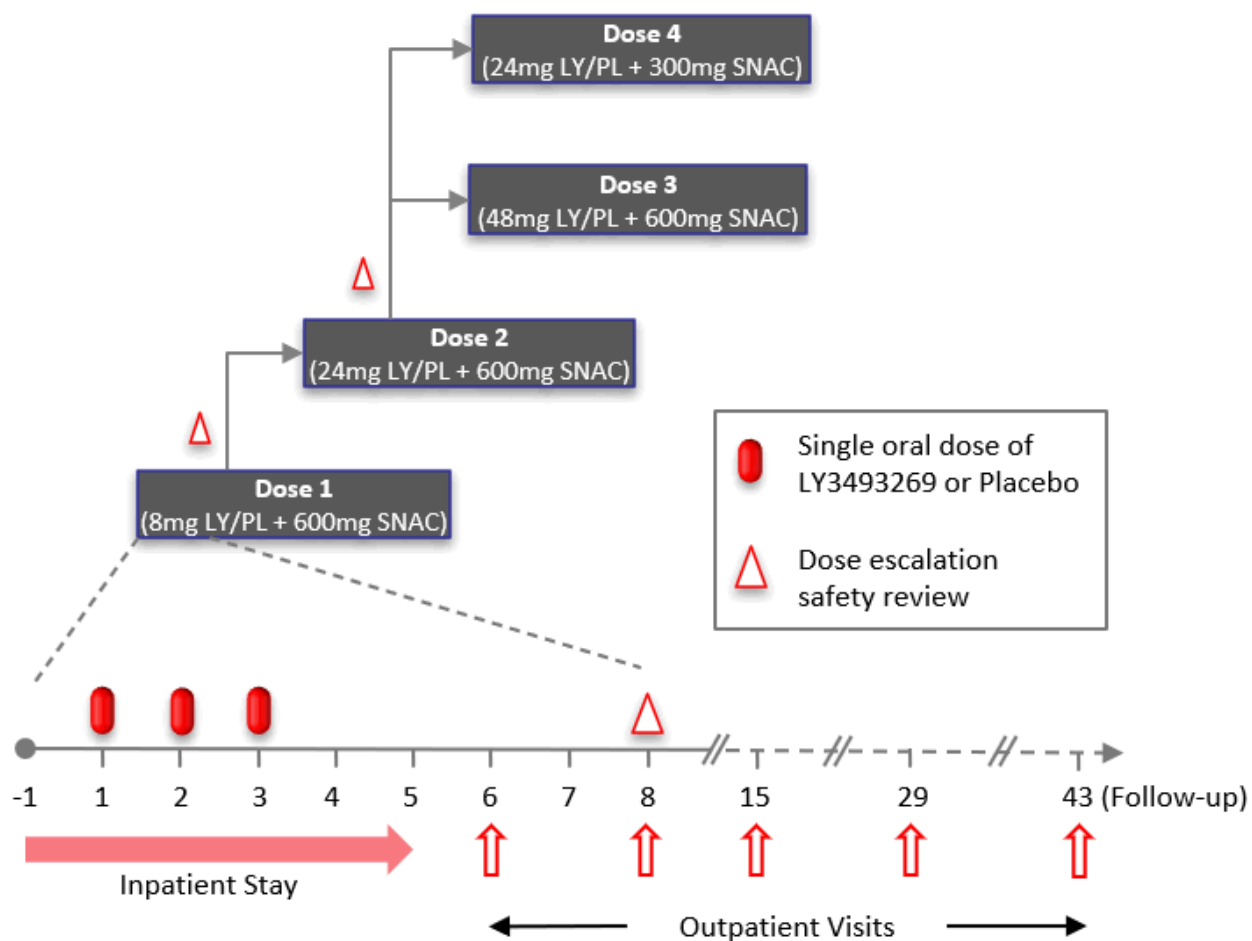 Dose 4
(24mg LY/PL + 300mg SNAC)
Dose 3
(48mg LY/PL + 600mg SNAC)
Dose 2
(24mg LY/PL + 600mg SNAC)
Dose 1
(8mg LY/PL + 600mg SNAC)
Single oral dose of
LY3493269 or Placebo
Dose escalation
safety review
-1 1 2 3 4 5 6 7 8 15 29 43 (Follow-up)
Inpatient Stay
Outpatient Visits